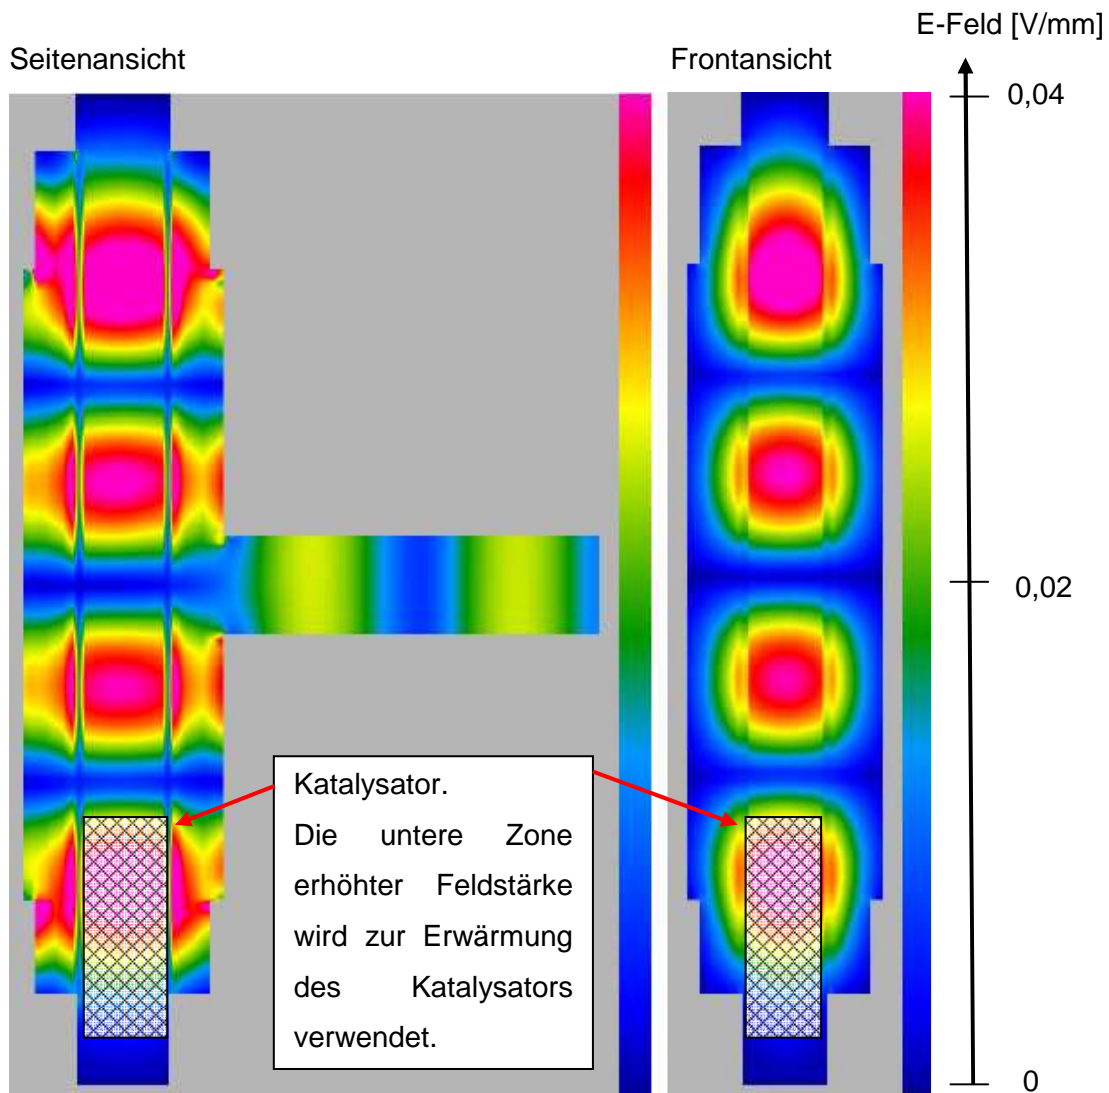 E-Feld [V/mm]
Seitenansicht
Frontansicht
0,04
0,02
Katalysator.
Die untere Zone
erhöhter Feldstärke
wird zur Erwärmung
des Katalysators
verwendet.
0